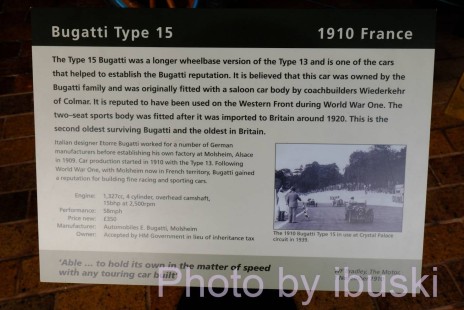 Bugatti Type 15
1910 France
The Type 15 Bugatti was a longer wheelbase version of the Type 13 and is one of the cars
that helped to establish the Bugatti reputation. It is believed that this car was owned by the
Bugatti family and was originally fitted with a saloon car body by coachbuilders Wiederkehr
of Colmar. It is reputed to have been used on the Western Front during World War One. The
two-seat sports body was fitted after it was imported to Britain around 1920. This is the
second oldest surviving Bugatti and the oldest in Britain.
Italian designer Ettore Bugatti worked for a number of German
manufacturers before establishing his own factory at Molsheim, Alsace
in 1909. Car production started in 1910 with the Type 13. Following
World War One, with Molsheim now in French territory, Bugatti gained
a reputation for building fine racing and sporting cars.
Engine: 1,327cc, 4 cylinder, overhead camshaft,
15bhp at 2,500rpm
Performance: 58mph
Price new: £350
Manufacturer: Automobiles E. Bugatti, Molsheim
Owner: Accepted by HM Government in lieu of inheritance tax
The 1910 Bugatti Type 15 in use at Crystal Palace
circuit in 1939.
'Able ... to hold its own in the matter of speed
with any touring car built'
The Motor,
Photo by ibuski